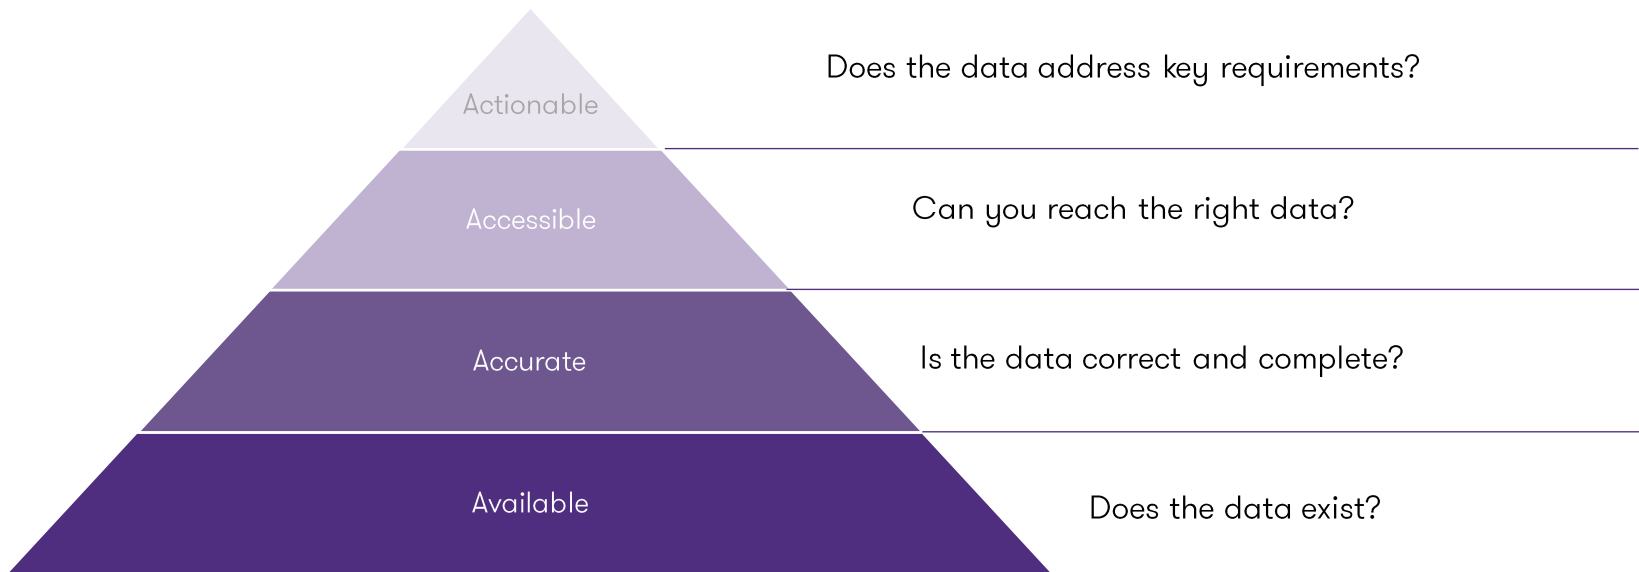 Does the data address key requirements?
Actionable
Can you reach the right data?
Accessible
Is the data correct and complete?
Accurate
Available
Does the data exist?